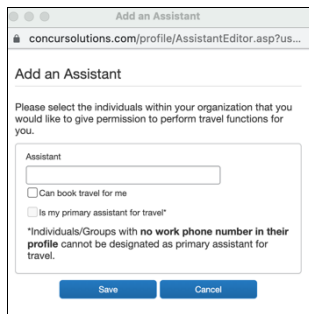 Add an Assistant
concursolutions.com/profile/AssistantEditor.asp?us...
Add an Assistant
Please select the individuals within your organization that you
would like to give permission to perform travel functions for
you.
Assistant
Can book travel for me
Is my primary assistant for travel*
*Individuals/Groups with no work phone number in their
profile cannot be designated as primary assistant for
travel.
Save Cancel